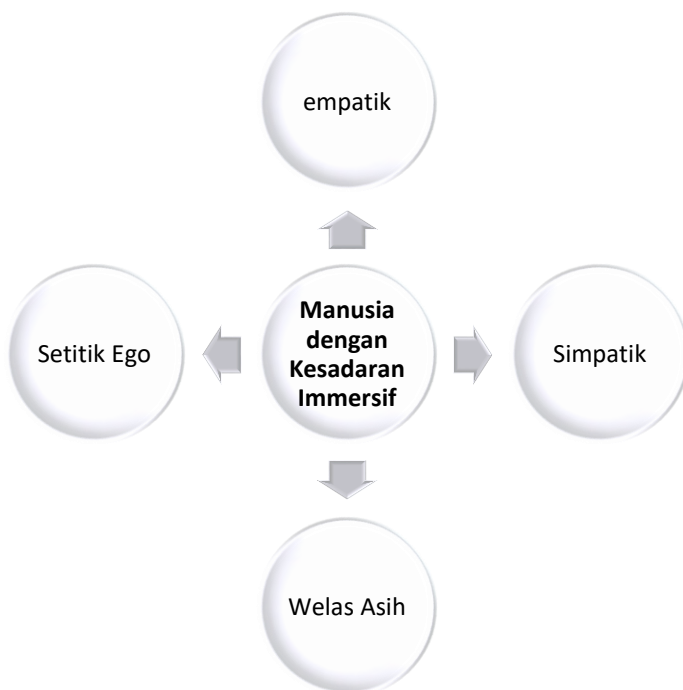 empatik
Setitik Ego
Manusia
dengan
Kesadaran
Immersif
Simpatik
Welas Asih